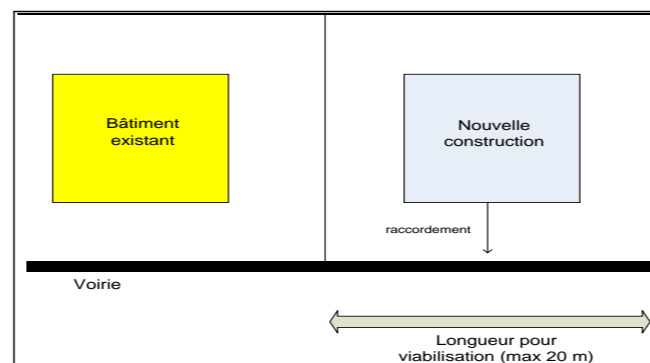 Bâtiment
existant
Nouvelle
construction
raccordement
Voirie
Longueur pour
viabilisation (max 20 m)